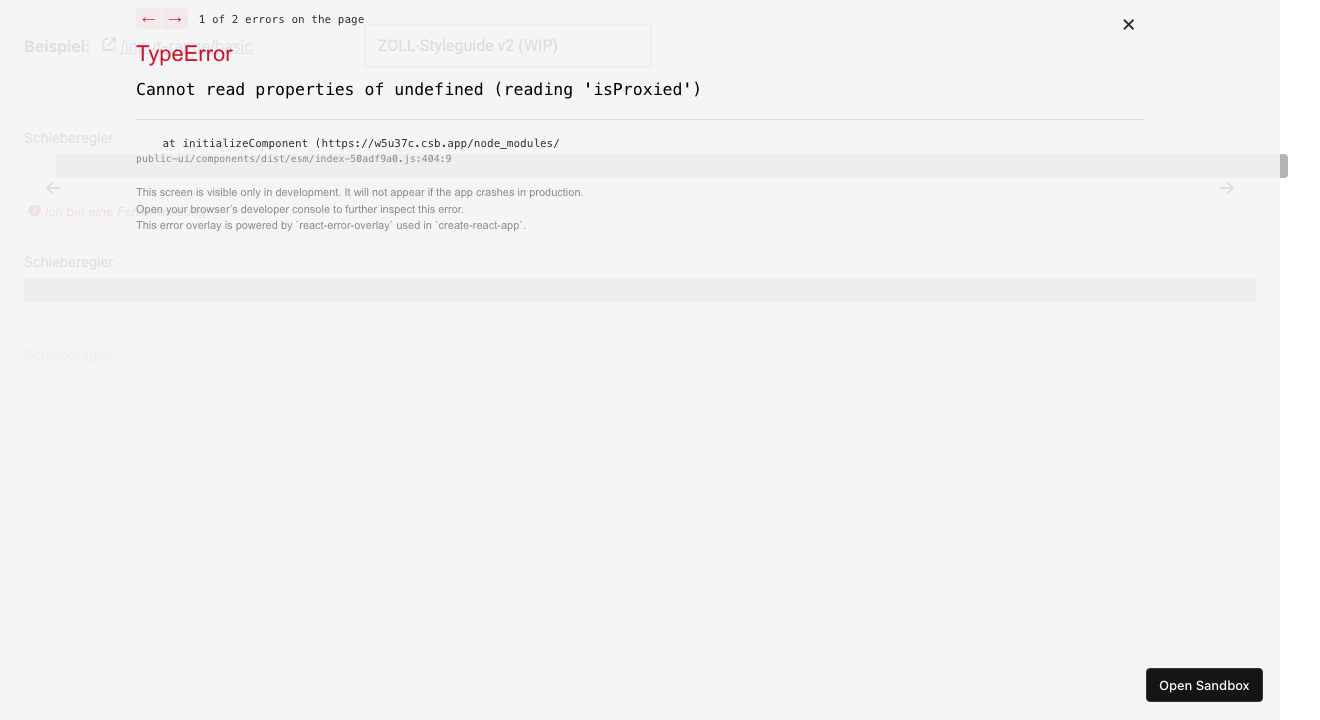 ← → 1 of 2 errors on the page
Beispiel: /input-range/basic
ZOLL-Styleguide v2 (WIP)
TypeError
Cannot read properties of undefined (reading 'isProxied')
Schieberegler
at initializeComponent (https://w5u37c.csb.app/node_modules/
public-ui/components/dist/esm/index-50adf9a0.js:404:9
This screen is visible only in development. It will not appear if the app crashes in production.
Open your browser's developer console to further inspect this error.
Ich bin eine
This error overlay is powered by `react-error-overlay` used in `create-react-app`.
Schieberegler
Schieberegler
Open Sandbox